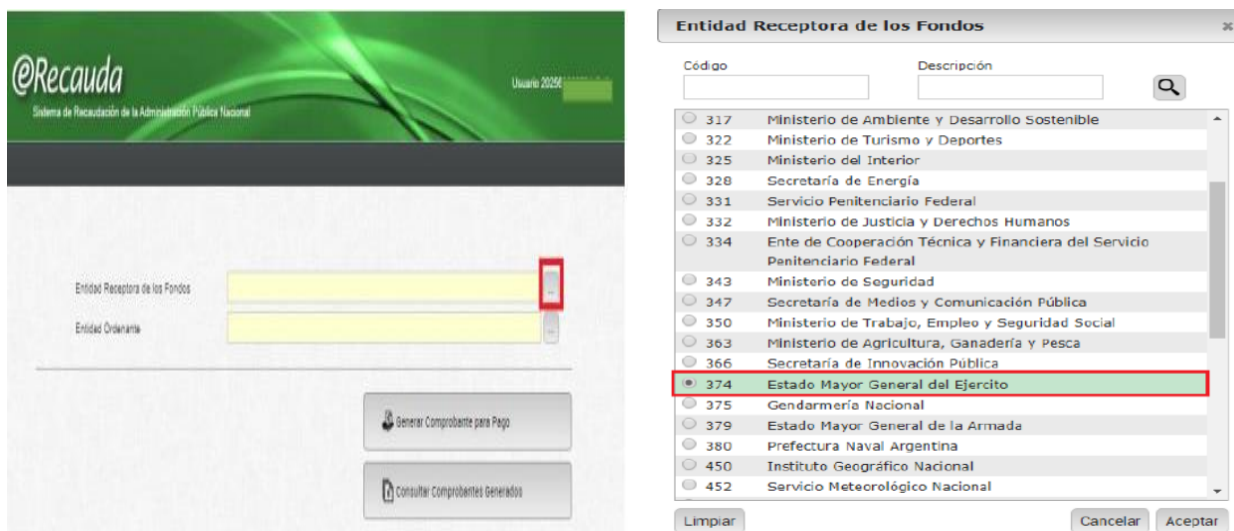 @Recauda
Sistema de Recaudación de la Administración Pública Nacional
Usuario 20256
Entidad Receptora de los Fondos
...
Entidad Ordenante
...
Generar Comprobante para Pago
Consultar Comprobantes Generados
Entidad Receptora de los Fondos
Código Descripción
317 Ministerio de Ambiente y Desarrollo Sostenible
322 Ministerio de Turismo y Deportes
325 Ministerio del Interior
328 Secretaría de Energía
331 Servicio Penitenciario Federal
332 Ministerio de Justicia y Derechos Humanos
334 Ente de Cooperación Técnica y Financiera del Servicio
Penitenciario Federal
343 Ministerio de Seguridad
347 Secretaría de Medios y Comunicación Pública
350 Ministerio de Trabajo, Empleo y Seguridad Social
363 Ministerio de Agricultura, Ganadería y Pesca
366 Secretaría de Innovación Pública
374 Estado Mayor General del Ejercito
375 Gendarmería Nacional
379 Estado Mayor General de la Armada
380 Prefectura Naval Argentina
450 Instituto Geográfico Nacional
452 Servicio Meteorológico Nacional
Limpiar Cancelar Aceptar